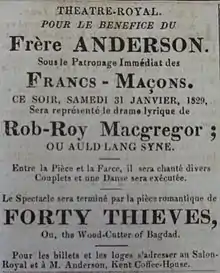 THEATRE-ROYAL.
POUR LE BENEFICE DU
Frère ANDERSON.
Sous le Patronage Immédiat des
FRANCS - MAÇONS.
CE SOIR, SAMEDI 31 JANVIER, 1829,
Sera représenté le drame lyrique de
Rob-Roy Macgregor ;
OU AULD LANG SYNE.
Entre la Pièce et la Farce, il sera chanté divers
Couplets et une Danse sera exécutée.
Le Spectacle sera terminé par la pièce romantique de
FORTY THIEVES,
Ou, the Wood-Cutter of Bagdad.
Pour les billets et les loges s'adresser au Salon-
Royal et à M. Anderson, Kent Coffee-House.